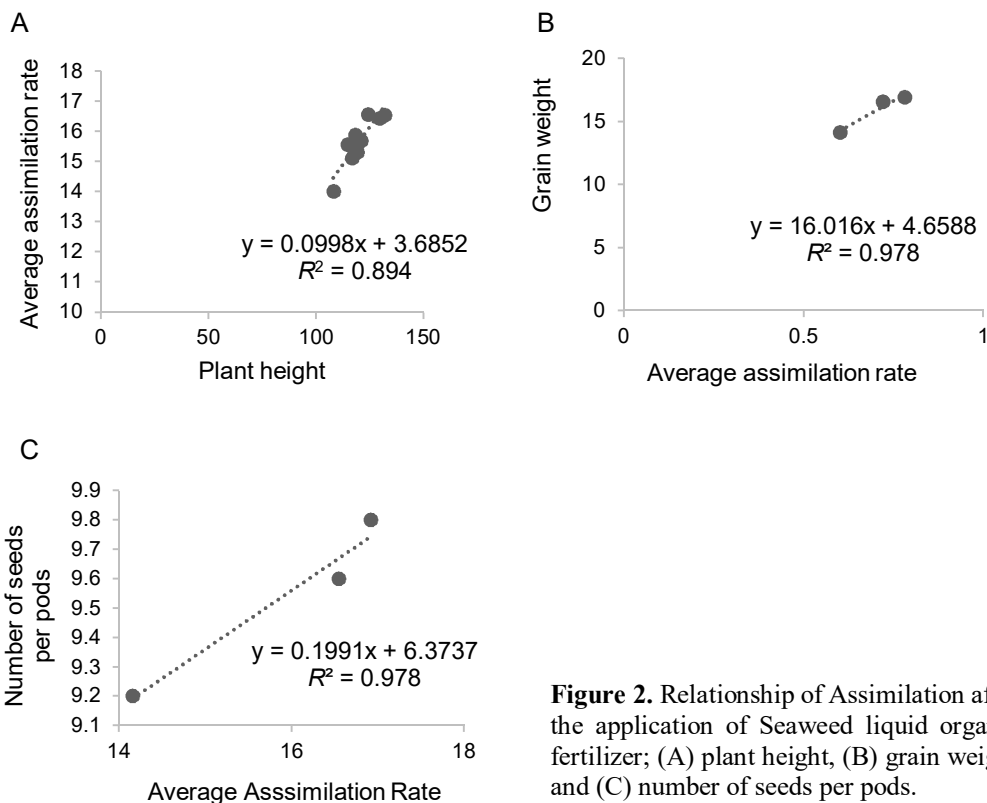 A
Average assimilation rate
18
17
16
15
14
13
12
11
10
y = 0.0998x + 3.6852
R² = 0.894
0 50 100 150
Plant height
B
Grain weight
20
15
10
5
0
y = 16.016x + 4.6588
R² = 0.978
0 0.5 1
Average assimilation rate
C
Number of seeds
per pods
9.9
9.8
9.7
9.6
9.5
9.4
9.3
9.2
9.1
y = 0.1991x + 6.3737
R² = 0.978
14 16 18
Average Asssimilation Rate
Figure 2. Relationship of Assimilation af
the application of Seaweed liquid orga
fertilizer; (A) plant height, (B) grain weig
and (C) number of seeds per pods.